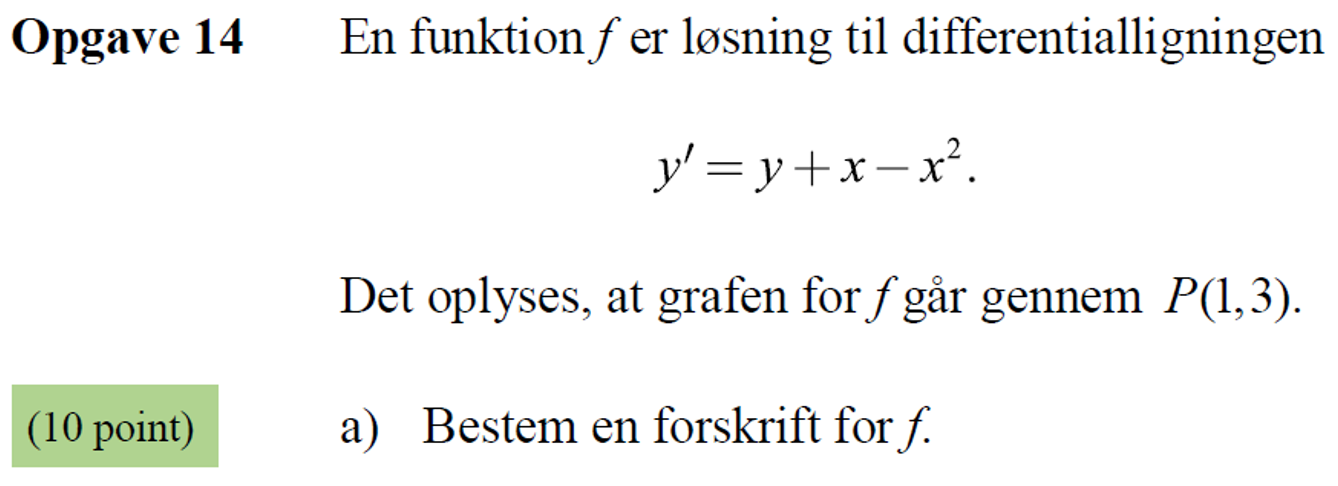 Opgave 14 En funktion f er løsning til differentialligningen
y′ = y + x − x².
Det oplyses, at grafen for f går gennem P(1,3).
(10 point) a) Bestem en forskrift for f.